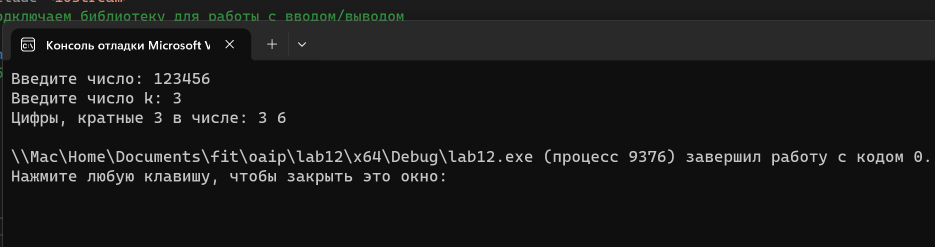 iostream
одключаем библиотеку для работы с вводом/выводом
Консоль отладки Microsoft V
Введите число: 123456
Введите число k: 3
Цифры, кратные 3 в числе: 3 6
\\Mac\Home\Documents\fit\oaip\lab12\x64\Debug\lab12.exe (процесс 9376) завершил работу с кодом 0.
Нажмите любую клавишу, чтобы закрыть это окно: